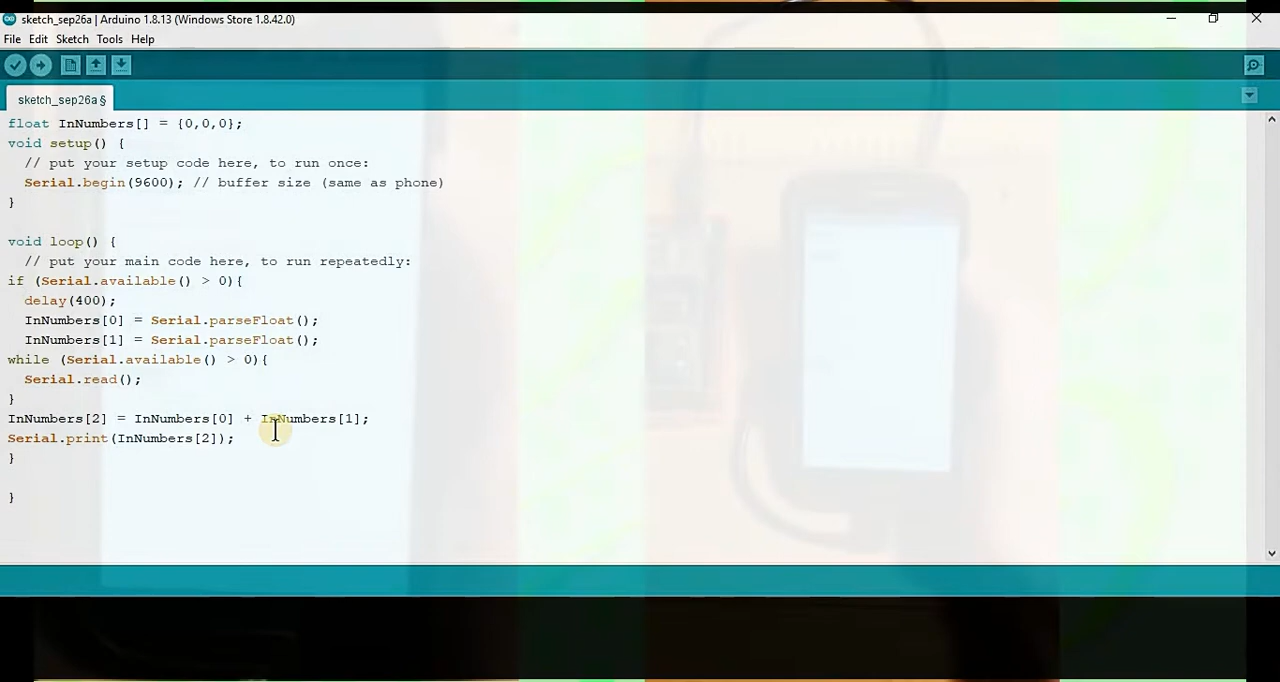 sketch_sep26a | Arduino 1.8.13 (Windows Store 1.8.42.0)
File Edit Sketch Tools Help
sketch_sep26a §
float InNumbers[] = {0,0,0};
void setup() {
  // put your setup code here, to run once:
  Serial.begin(9600); // buffer size (same as phone)
}
void loop() {
  // put your main code here, to run repeatedly:
if (Serial.available() > 0){
  delay(400);
  InNumbers[0] = Serial.parseFloat();
  InNumbers[1] = Serial.parseFloat();
while (Serial.available() > 0){
  Serial.read();
}
InNumbers[2] = InNumbers[0] + InNumbers[1];
Serial.print(InNumbers[2]);
}
}